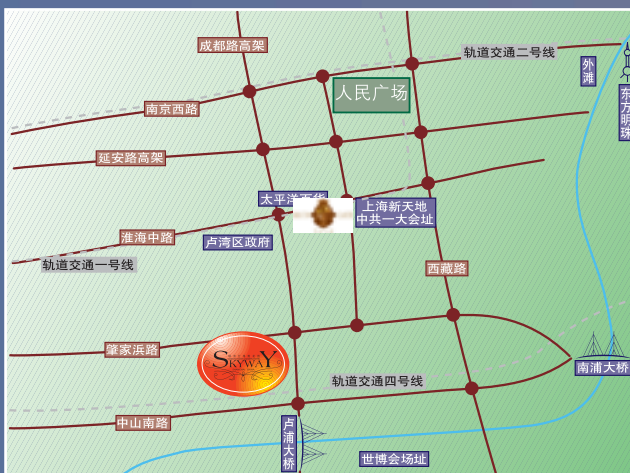 成都路高架
轨道交通二号线
外滩
人民广场
东方明珠
南京西路
延安路高架
太平洋百货
上海新天地
中共一大会址
淮海中路
卢湾区政府
轨道交通一号线
西藏路
肇家浜路
SKYWAY
南浦大桥
轨道交通四号线
中山南路
卢浦大桥
世博会场址